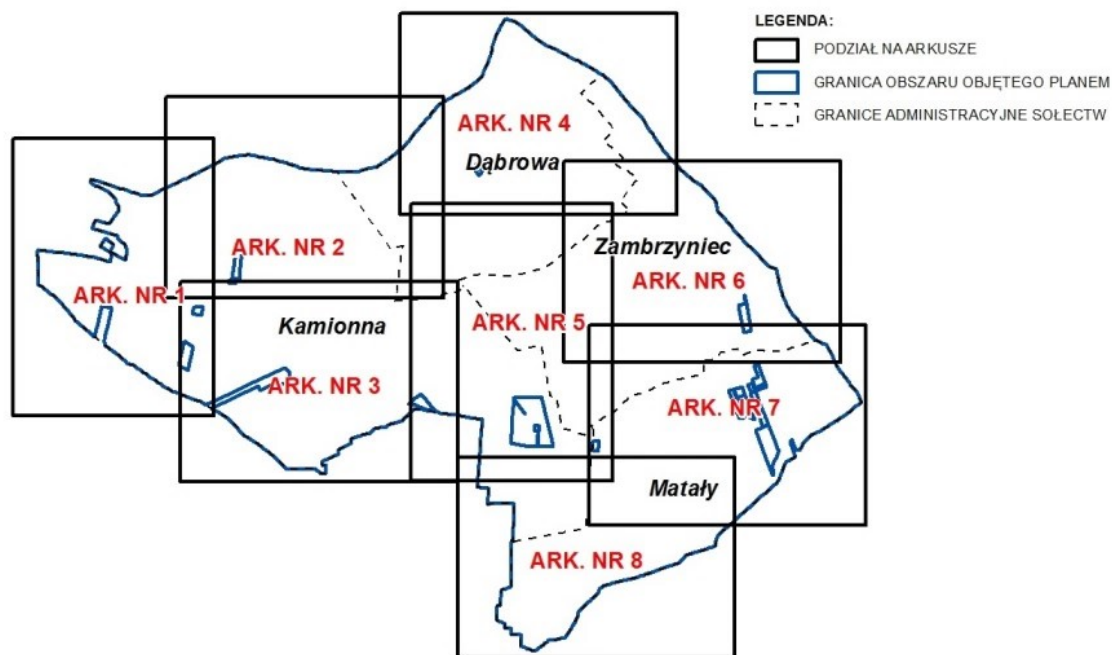 LEGENDA:
PODZIAŁ NA ARKUSZE
GRANICA OBSZARU OBJĘTEGO PLANEM
GRANICE ADMINISTRACYJNE SOŁECTW
ARK. NR 4
Dąbrowa
ARK. NR 2
Zambrzyniec
ARK. NR 6
ARK. NR 1
Kamionna
ARK. NR 5
ARK. NR 3
ARK. NR 7
Matały
ARK. NR 8